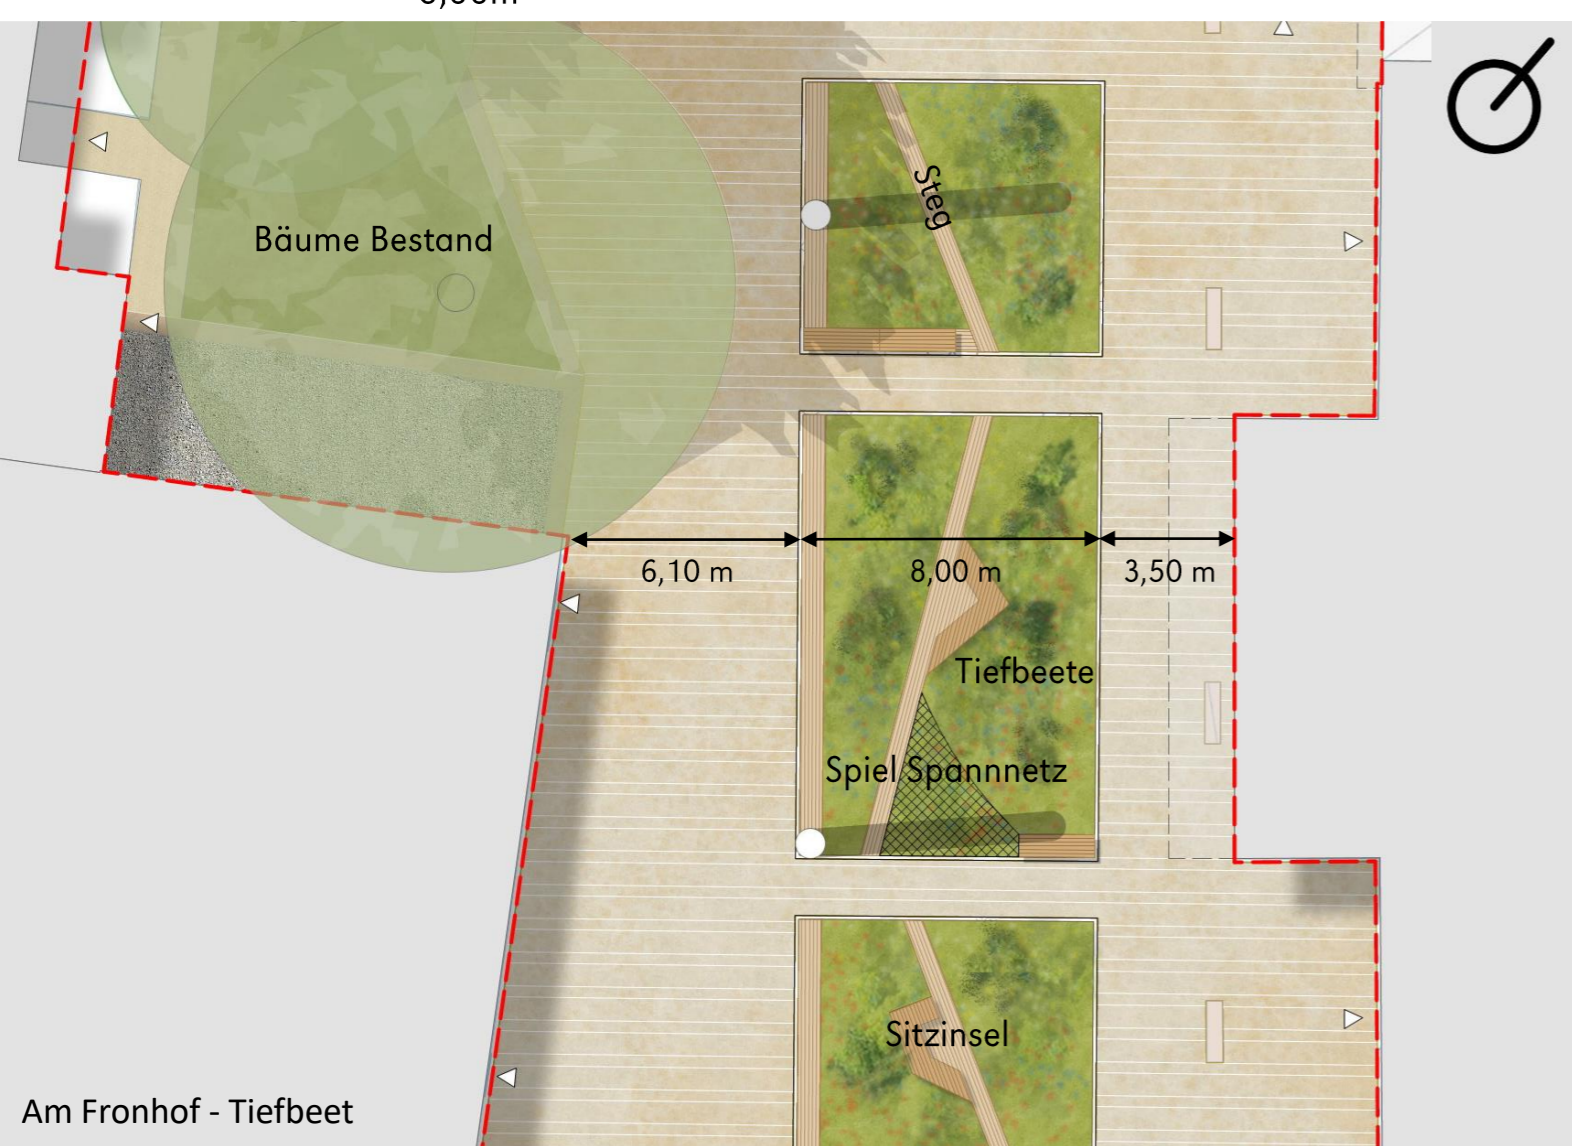 Steg
Bäume Bestand
6,10 m
8,00 m
3,50 m
Tiefbeete
Spiel Spannnetz
Sitzinsel
Am Fronhof - Tiefbeet